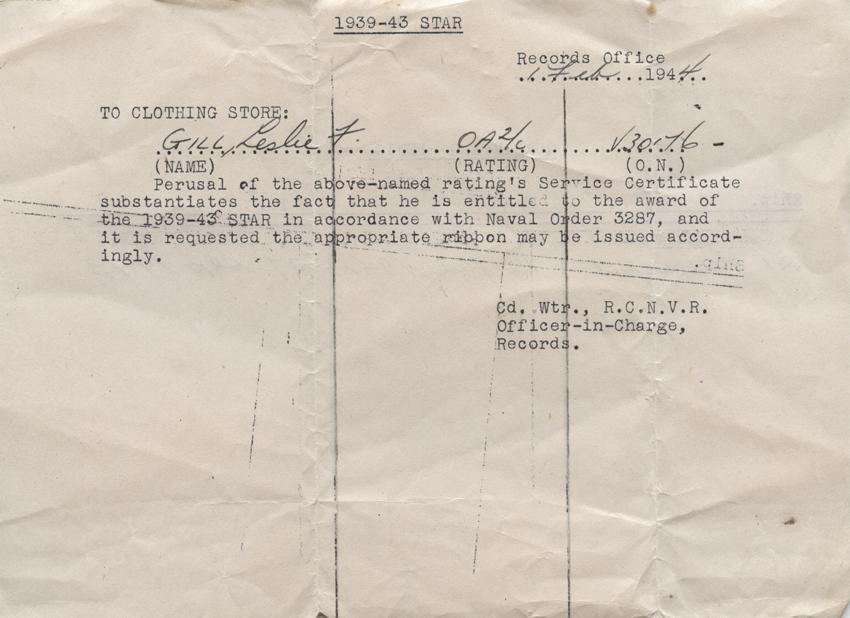 1939-43 STAR
Records Office
1 Feb 1944
TO CLOTHING STORE:
GILL, Leslie F. OA2/c V30176 -
(NAME) (RATING) (O.N.)
Perusal of the above-named rating's Service Certificate
substantiates the fact that he is entitled to the award of
the 1939-43 STAR in accordance with Naval Order 3287, and
it is requested the appropriate ribbon may be issued accord-
ingly.
Cd. Wtr., R.C.N.V.R.
Officer-in-Charge,
Records.